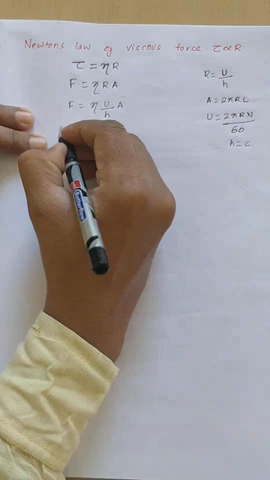 Newtons law of viscous force τ∝R
τ = ηR
F = ηRA
F = η U/h A
R = U/h
A = 2πRL
U = 2πRN/60
h = c